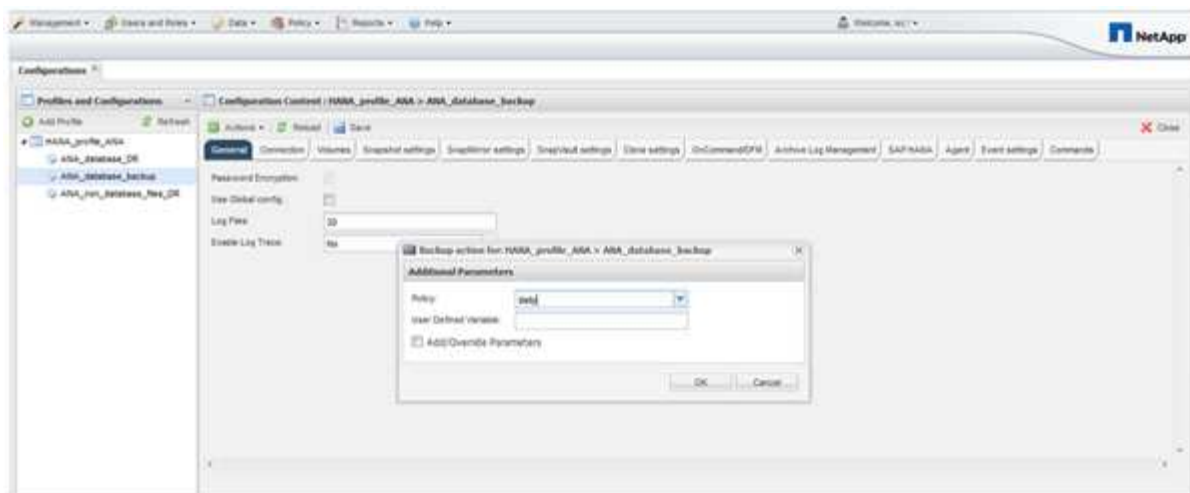 Management Users and Roles Data Policy Reports Help Welcome,
NetApp
Configurations
Profiles and Configurations
Configuration Content : HANA_profile_ANA > ANA_database_backup
Add Profile Refresh
Actions Reload Save Close
HANA_profile_ANA
ANA_database_DR
ANA_database_backup
ANA_non_database_files_DR
General Connection Volumes Snapshot settings SnapMirror settings SnapVault settings Clone settings OnCommand/DFM Archive Log Management SAP HANA Agent Event settings Commands
Password Encryption:
Use Global config:
Log Files: 30
Enable Log Trace: No
Backup action for: HANA_profile_ANA > ANA_database_backup
Additional Parameters
Policy:
User Defined Variable:
Add/Override Parameters
OK Cancel